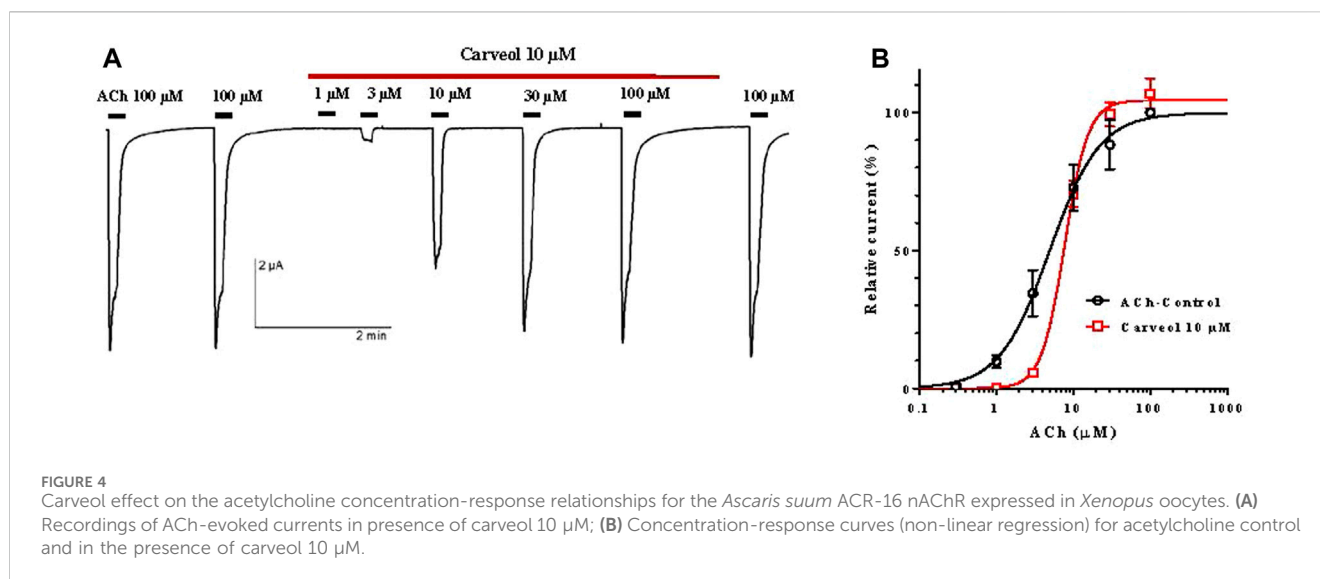 A
B
Carveol 10 µM
ACh 100 µM
100 µM
1 µM
3 µM
10 µM
30 µM
100 µM
100 µM
2 µA
2 min
Relative current (%)
100
50
0
ACh-Control
Carveol 10 µM
0.1
1
10
100
1000
ACh (µM)
FIGURE 4
Carveol effect on the acetylcholine concentration-response relationships for the Ascaris suum ACR-16 nAChR expressed in Xenopus oocytes. (A)
Recordings of ACh-evoked currents in presence of carveol 10 µM; (B) Concentration-response curves (non-linear regression) for acetylcholine control
and in the presence of carveol 10 µM.